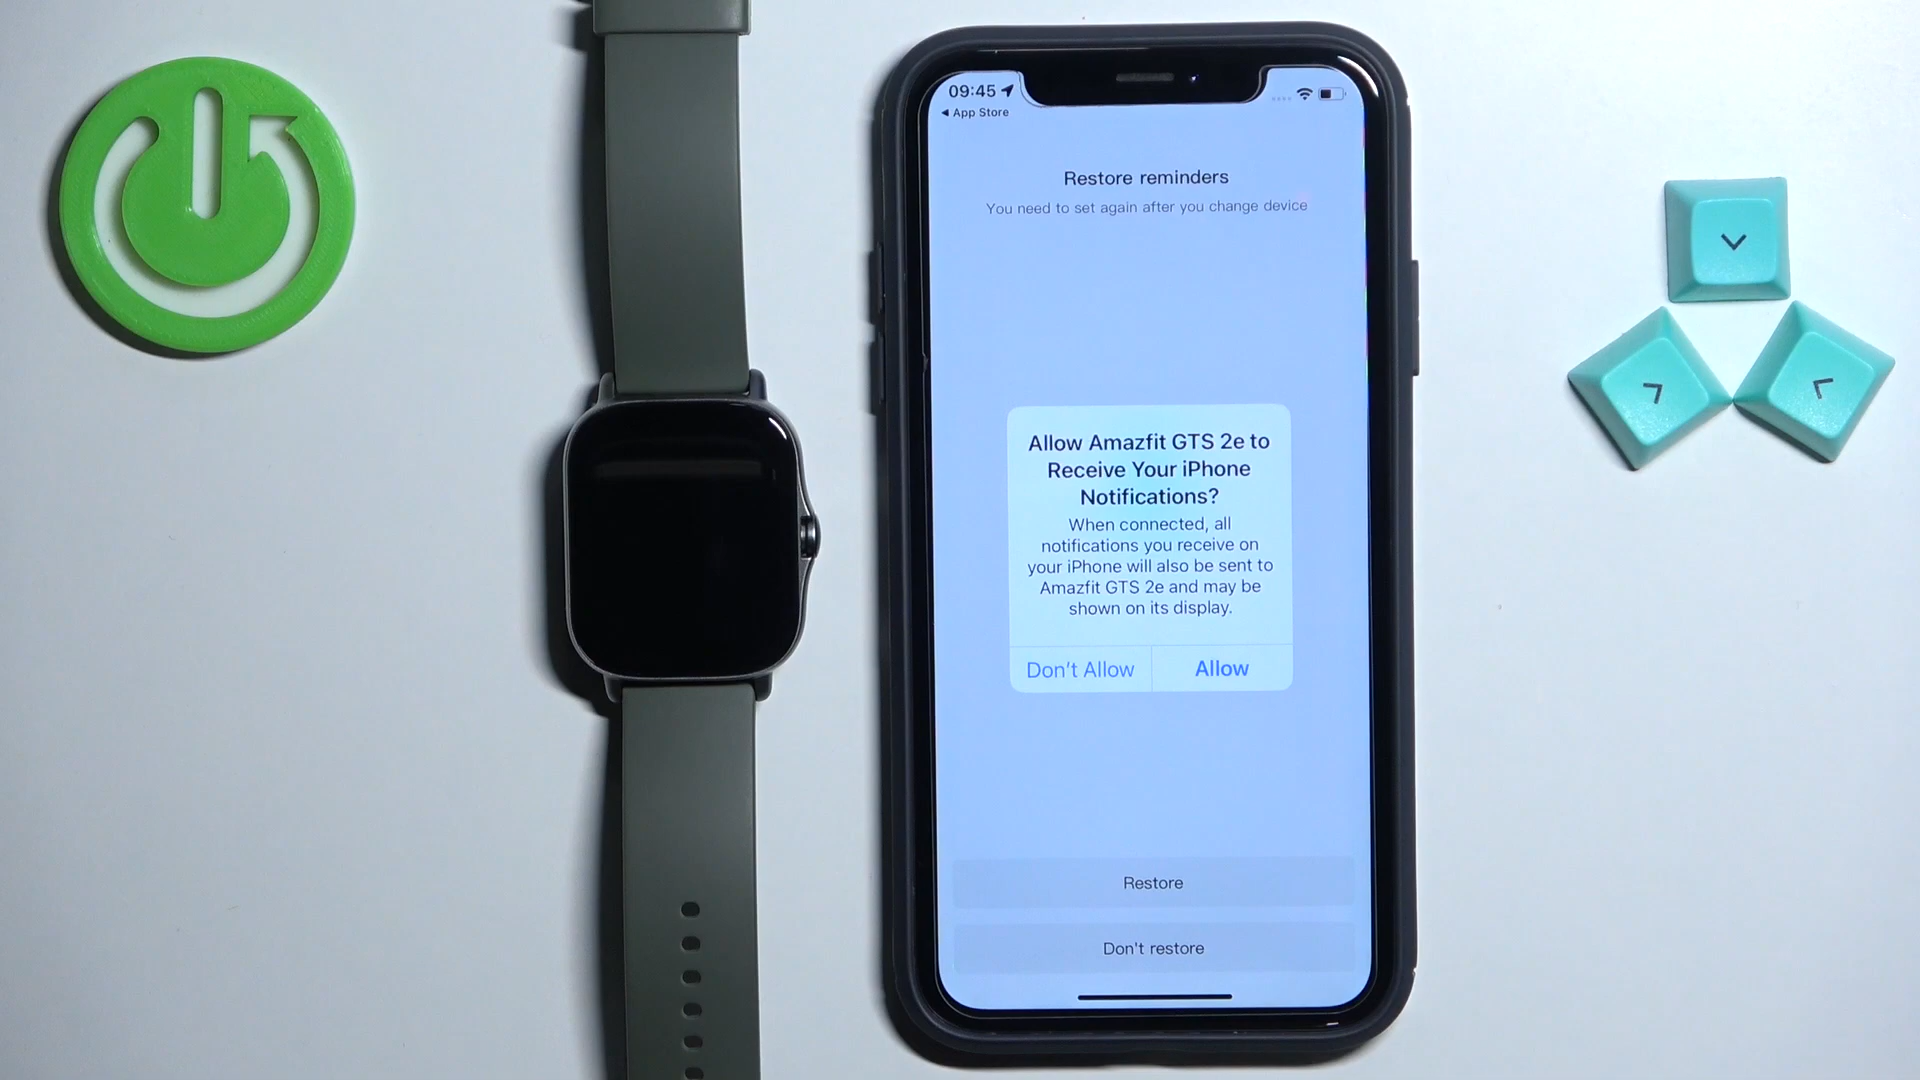 09:45
◀ App Store
Restore reminders
You need to set again after you change device
Allow Amazfit GTS 2e to
Receive Your iPhone
Notifications?
When connected, all
notifications you receive on
your iPhone will also be sent to
Amazfit GTS 2e and may be
shown on its display.
Don't Allow
Allow
Restore
Don't restore